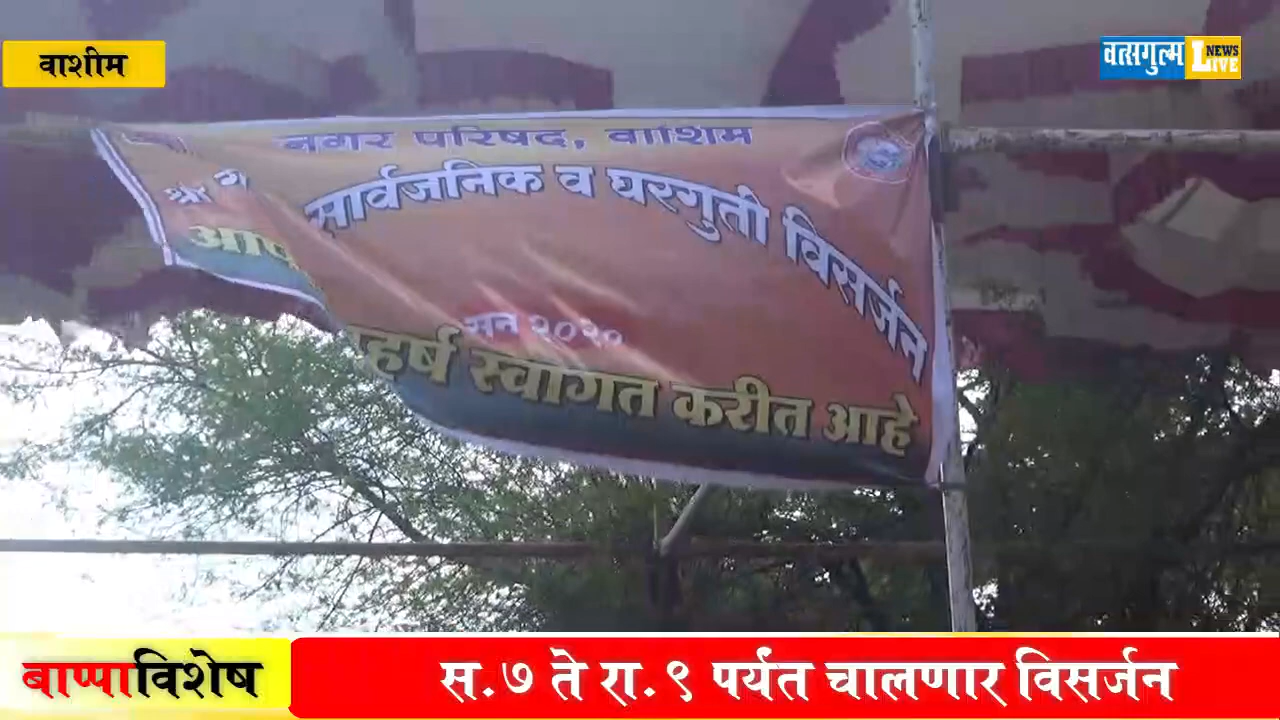 वाशीम
वत्सगुल्म NEWS LIVE
नगर परिषद, वाशिम
श्री
सार्वजनिक व घरगुती विसर्जन
सन २०२०
स्वागत करीत आहे
बाप्पाविशेष
स.७ ते रा.९ पर्यंत चालणार विसर्जन